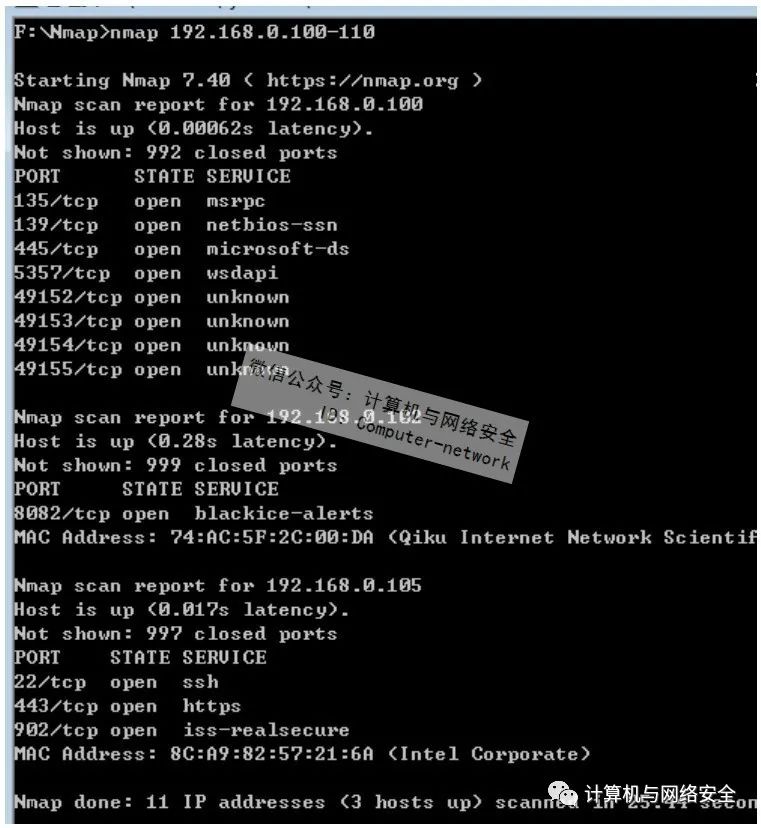 F:\Nmap>nmap 192.168.0.100-110
Starting Nmap 7.40 ( https://nmap.org )
Nmap scan report for 192.168.0.100
Host is up (0.00062s latency).
Not shown: 992 closed ports
PORT STATE SERVICE
135/tcp open msrpc
139/tcp open netbios-ssn
445/tcp open microsoft-ds
5357/tcp open wsdapi
49152/tcp open unknown
49153/tcp open unknown
49154/tcp open unknown
49155/tcp open unknown
微信公众号：计算机与网络安全
ID：Computer-network
Nmap scan report for 192.168.0.102
Host is up (0.28s latency).
Not shown: 999 closed ports
PORT STATE SERVICE
8082/tcp open blackice-alerts
MAC Address: 74:AC:5F:2C:00:DA (Qiku Internet Network Scientif
Nmap scan report for 192.168.0.105
Host is up (0.017s latency).
Not shown: 997 closed ports
PORT STATE SERVICE
22/tcp open ssh
443/tcp open https
902/tcp open iss-realsecure
MAC Address: 8C:A9:82:57:21:6A (Intel Corporate)
Nmap done: 11 IP addresses (3 hosts up) scanned in secon
计算机与网络安全